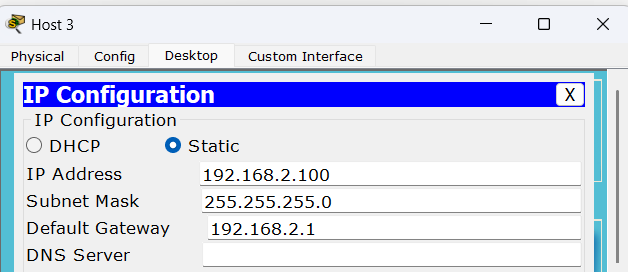 Host 3
Physical Config Desktop Custom Interface
IP Configuration X
IP Configuration
DHCP Static
IP Address 192.168.2.100
Subnet Mask 255.255.255.0
Default Gateway 192.168.2.1
DNS Server